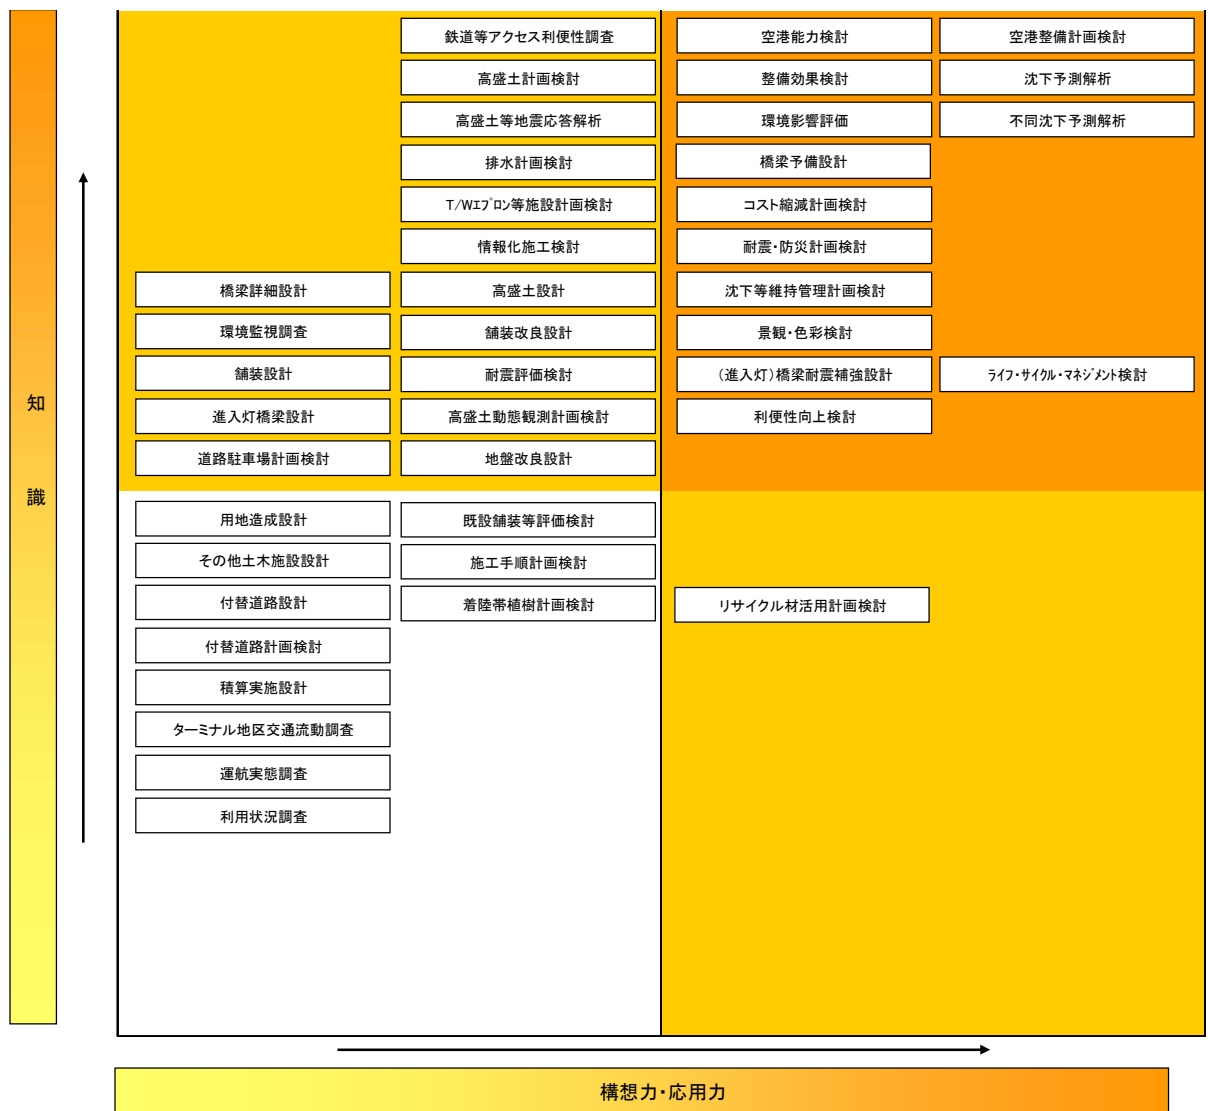 鉄道等アクセス利便性調査
空港能力検討
空港整備計画検討
高盛土計画検討
整備効果検討
沈下予測解析
高盛土等地震応答解析
環境影響評価
不同沈下予測解析
排水計画検討
橋梁予備設計
T/Wｴﾌﾟﾛﾝ等施設計画検討
コスト縮減計画検討
情報化施工検討
耐震・防災計画検討
橋梁詳細設計
高盛土設計
沈下等維持管理計画検討
環境監視調査
舗装改良設計
景観・色彩検討
舗装設計
耐震評価検討
（進入灯）橋梁耐震補強設計
ﾗｲﾌ・ｻｲｸﾙ・ﾏﾈｼﾞﾒﾝﾄ検討
進入灯橋梁設計
高盛土動態観測計画検討
利便性向上検討
道路駐車場計画検討
地盤改良設計
知
識
用地造成設計
既設舗装等評価検討
その他土木施設設計
施工手順計画検討
付替道路設計
着陸帯植樹計画検討
リサイクル材活用計画検討
付替道路計画検討
積算実施設計
ターミナル地区交通流動調査
運航実態調査
利用状況調査
構想力・応用力